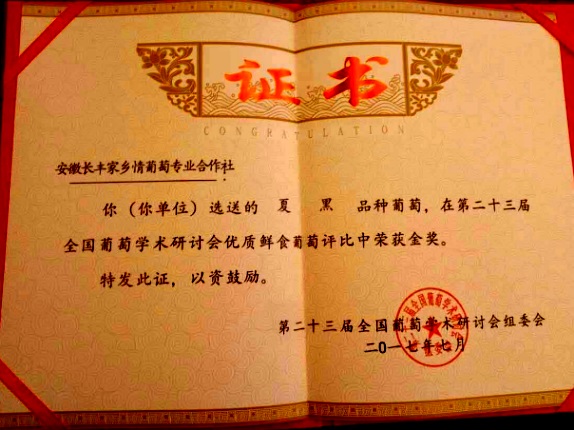 证书
CONGRATULATION
安徽长丰家乡情葡萄专业合作社:
你（你单位）选送的 夏 黑 品种葡萄，在第二十三届
全国葡萄学术研讨会优质鲜食葡萄评比中荣获金奖。
特发此证，以资鼓励。
第二十三届全国葡萄学术研讨会组委会
二〇一七年七月